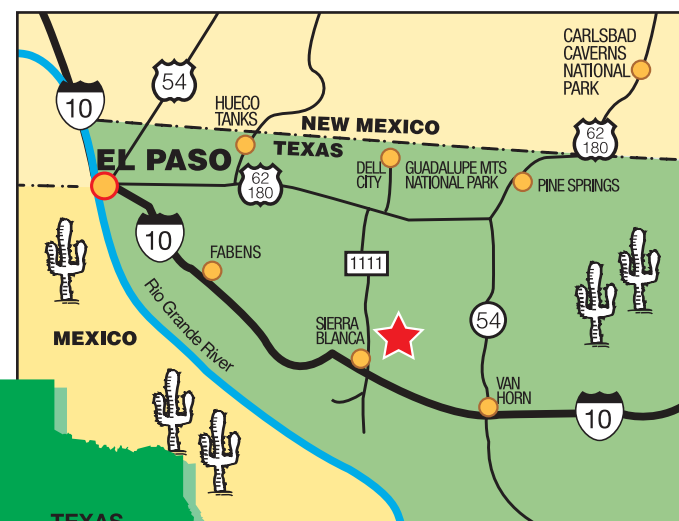 CARLSBAD
CAVERNS
NATIONAL
PARK
54
10
HUECO
TANKS
NEW MEXICO
62
180
TEXAS
EL PASO
62
180
DELL
CITY
GUADALUPE MTS
NATIONAL PARK
PINE SPRINGS
10
FABENS
1111
Rio Grande River
SIERRA
BLANCA
54
MEXICO
VAN
HORN
10
TEXAS